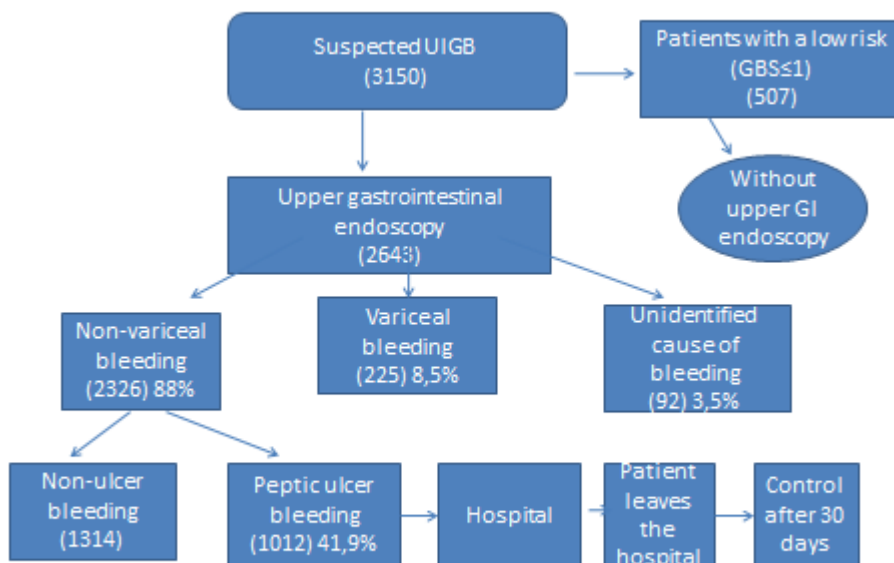 Suspected UIGB
(3150)
Patients with a low risk
(GBS≤1)
(507)
Without
upper GI
endoscopy
Upper gastrointestinal
endoscopy
(2643)
Non-variceal
bleeding
(2326) 88%
Variceal
bleeding
(225) 8,5%
Unidentified
cause of
bleeding
(92) 3,5%
Non-ulcer
bleeding
(1314)
Peptic ulcer
bleeding
(1012) 41,9%
Hospital
Patient
leaves
the
hospital
Control
after 30
days